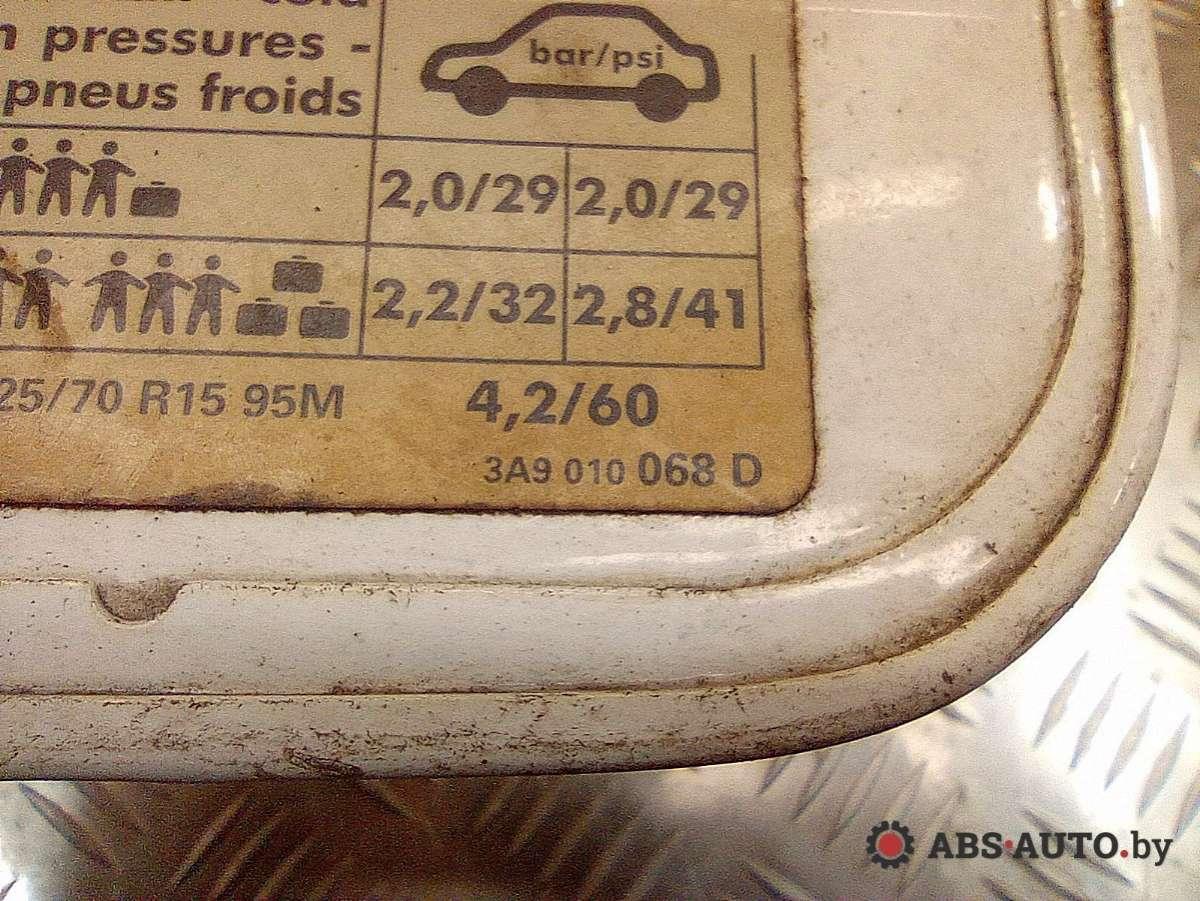 pressures -
pneus froids
bar/psi
2,0/29 2,0/29
2,2/32 2,8/41
25/70 R15 95M 4,2/60
3A9 010 068 D
ABS·AUTO.by